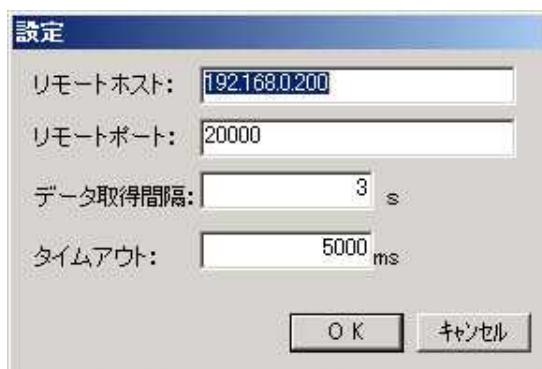 設定
リモートホスト: 192.168.0.200
リモートポート: 20000
データ取得間隔: 3 s
タイムアウト: 5000 ms
OK キャンセル